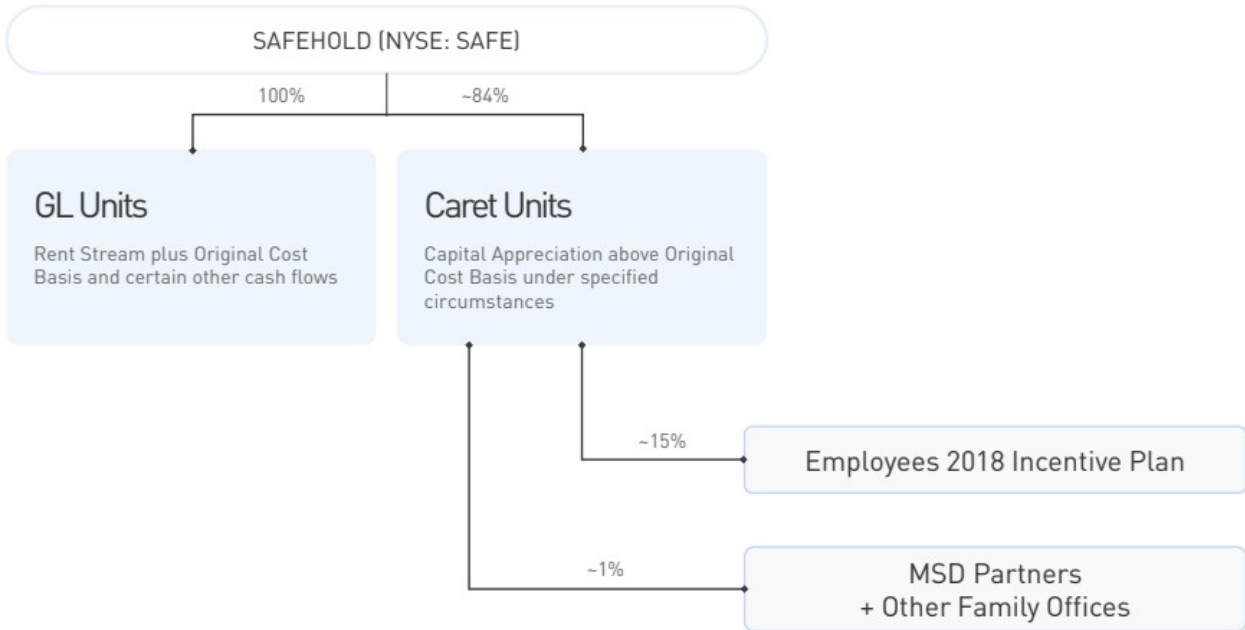 SAFEHOLD (NYSE: SAFE)
100%
~84%
GL Units
Rent Stream plus Original Cost
Basis and certain other cash flows
Caret Units
Capital Appreciation above Original
Cost Basis under specified
circumstances
~15%
Employees 2018 Incentive Plan
~1%
MSD Partners
+ Other Family Offices